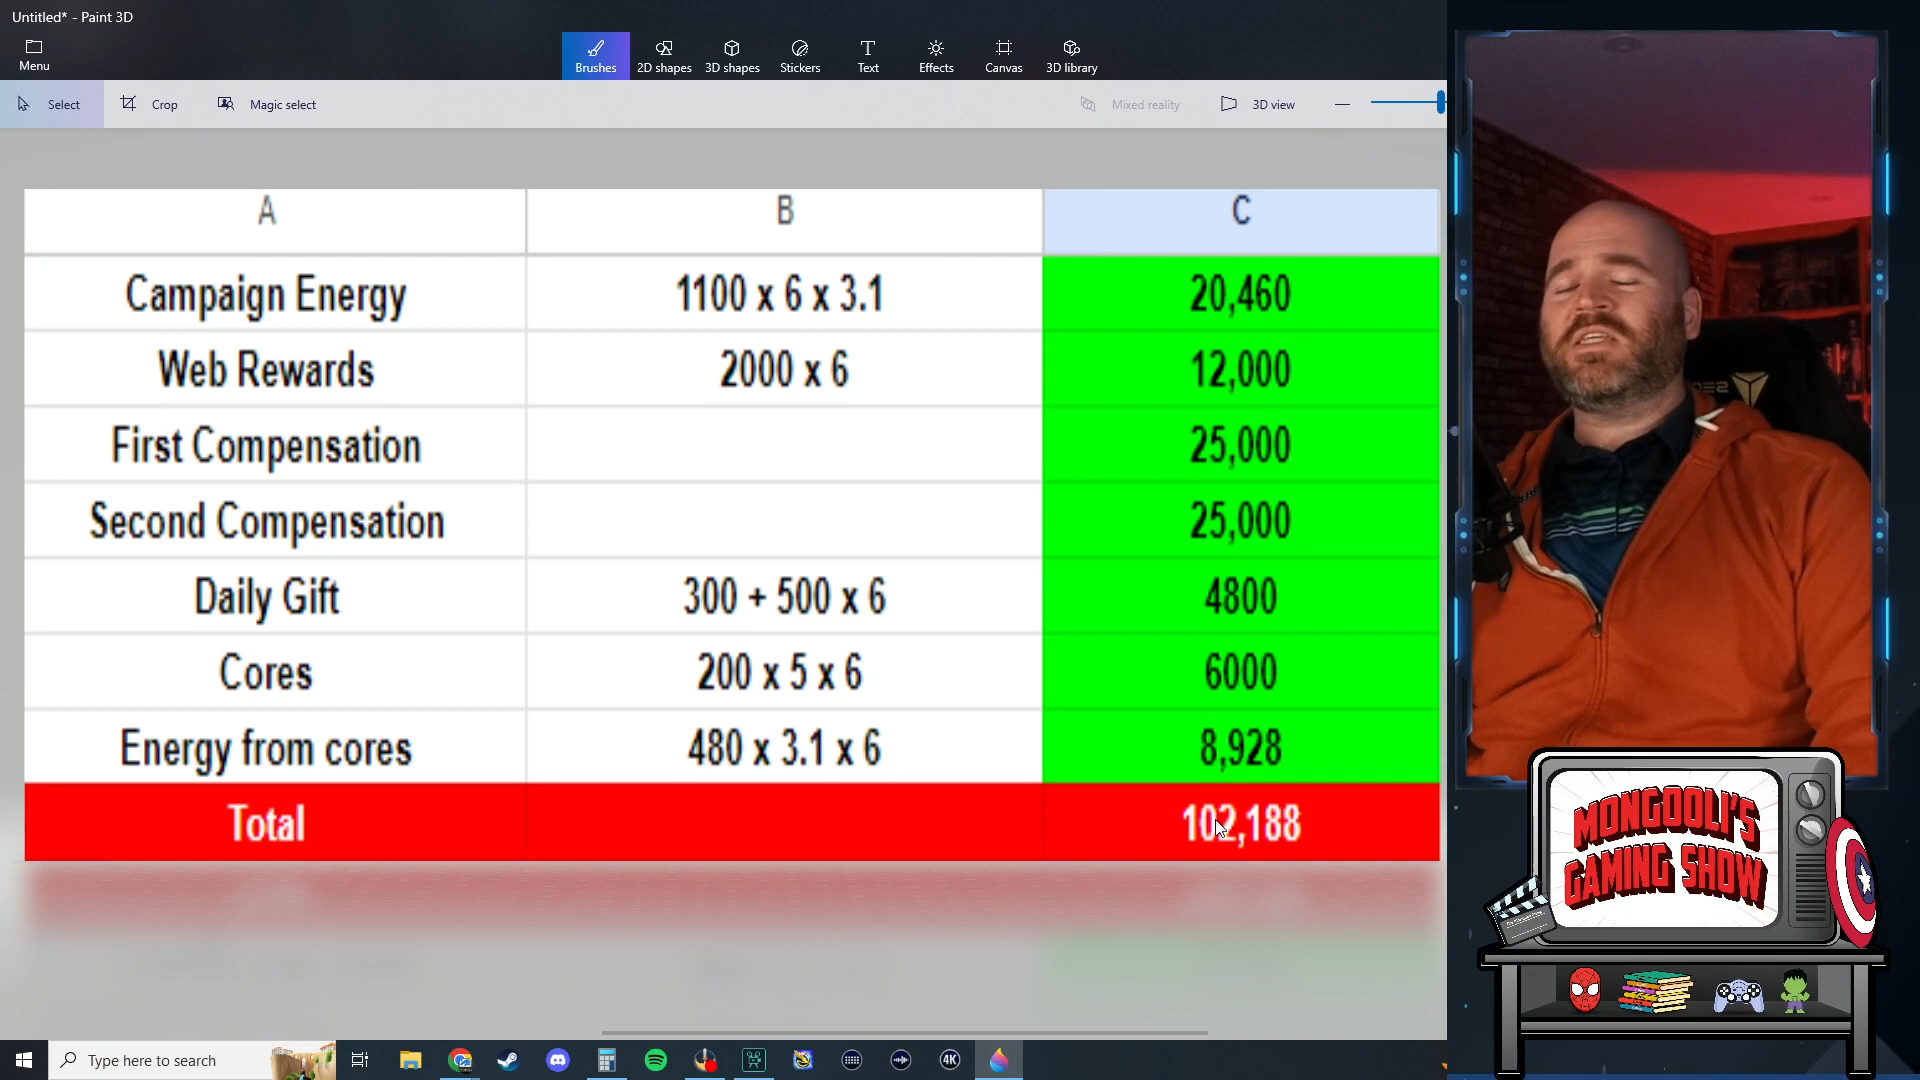 Untitled* - Paint 3D
Menu
Brushes 2D shapes 3D shapes Stickers Text Effects Canvas 3D library
Select Crop Magic select Mixed reality 3D view
A B C
Campaign Energy 1100 x 6 x 3.1 20,460
Web Rewards 2000 x 6 12,000
First Compensation 25,000
Second Compensation 25,000
Daily Gift 300 + 500 x 6 4800
Cores 200 x 5 x 6 6000
Energy from cores 480 x 3.1 x 6 8,928
Total 102,188
MONGOOLI'S
GAMING SHOW
Type here to search
4K